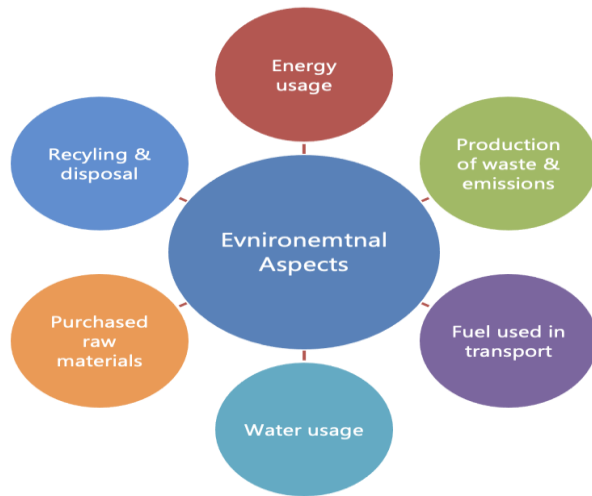 Energy
usage
Recyling &
disposal
Production
of waste &
emissions
Evnironemtnal
Aspects
Purchased
raw
materials
Fuel used in
transport
Water usage